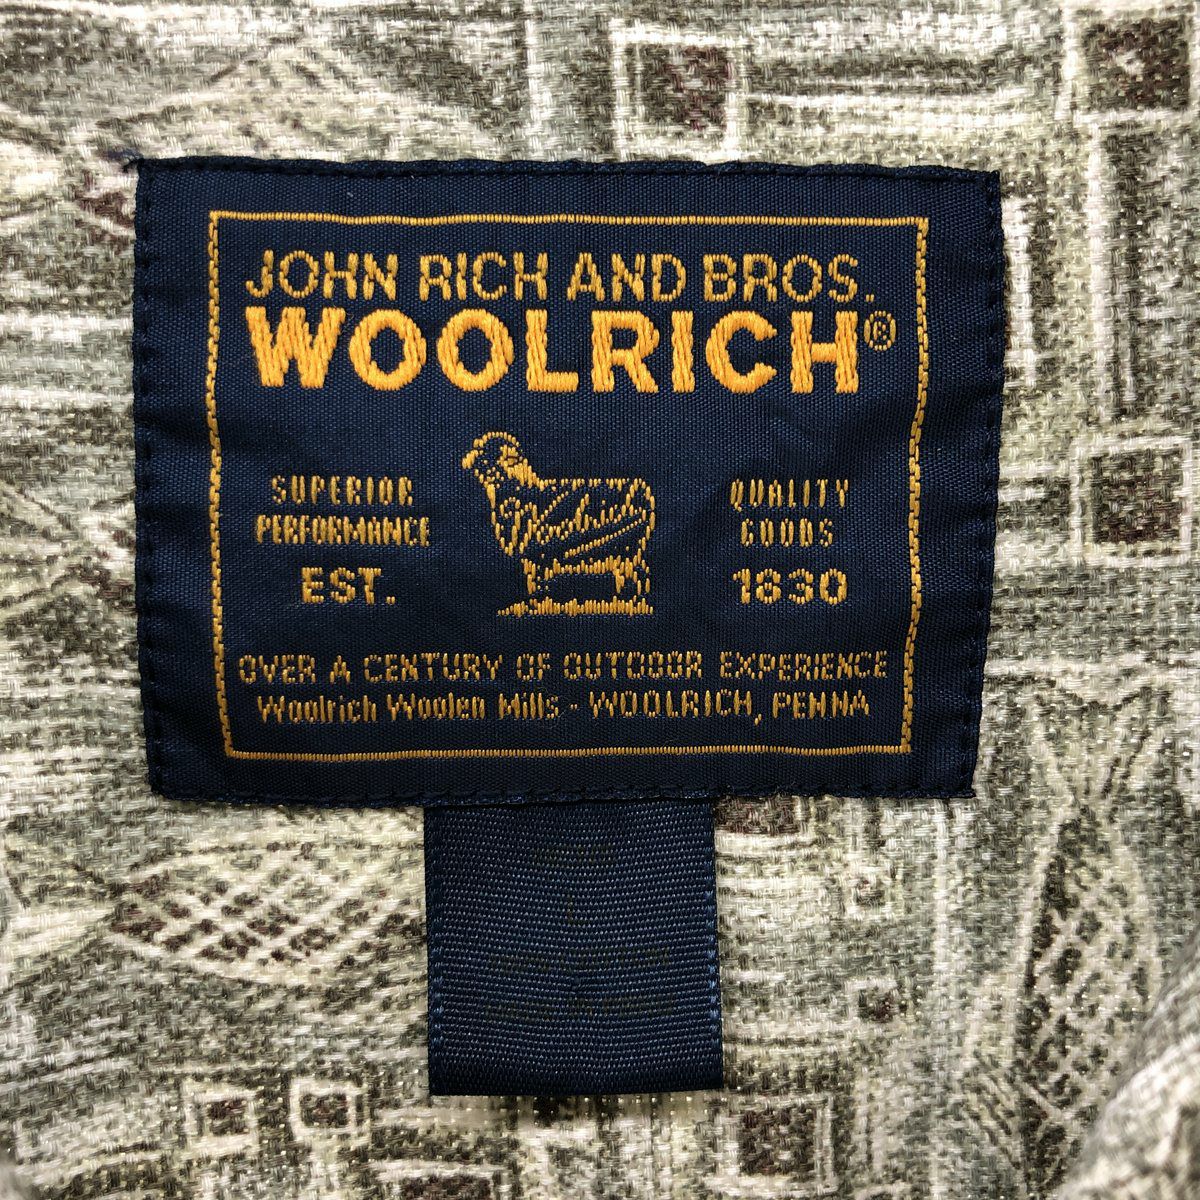 JOHN RICH AND BROS.
WOOLRICH®
SUPERIOR
PERFORMANCE
EST.
Woolrich
QUALITY
GOODS
1830
OVER A CENTURY OF OUTDOOR EXPERIENCE
Woolrich Woolen Mills - WOOLRICH, PENNA
L